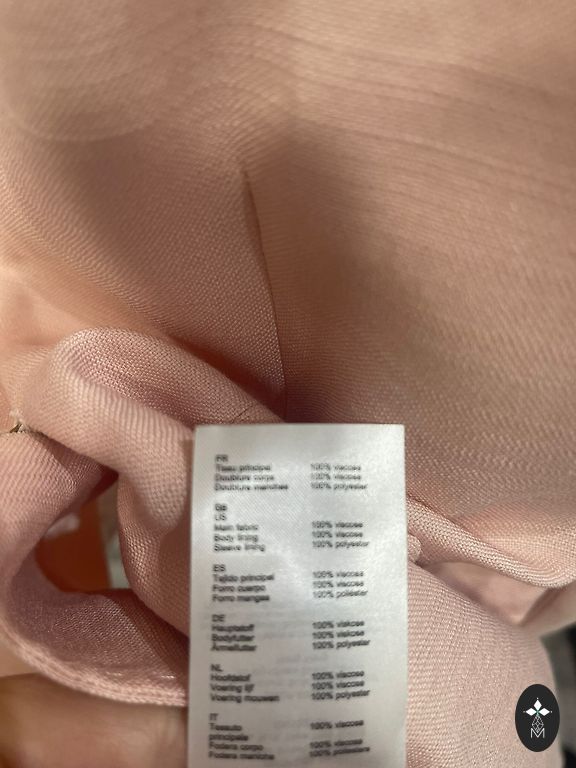 FR
Tissu principal 100% viscose
Doublure corps 100% viscose
Doublure manches 100% polyester
GB
US
Main fabric 100% viscose
Body lining 100% viscose
Sleeve lining 100% polyester
ES
Tejido principal 100% viscosa
Forro cuerpo 100% viscosa
Forro mangas 100% poliéster
DE
Hauptstoff 100% viskose
Bodyfutter 100% viskose
Ärmelfutter 100% polyester
NL
Hoofdstof 100% viscose
Voering lijf 100% viscose
Voering mouwen 100% polyester
IT
Tessuto 100% viscosa
principale
Fodera corpo 100% viscosa
Fodera maniche 100% poliestere
M